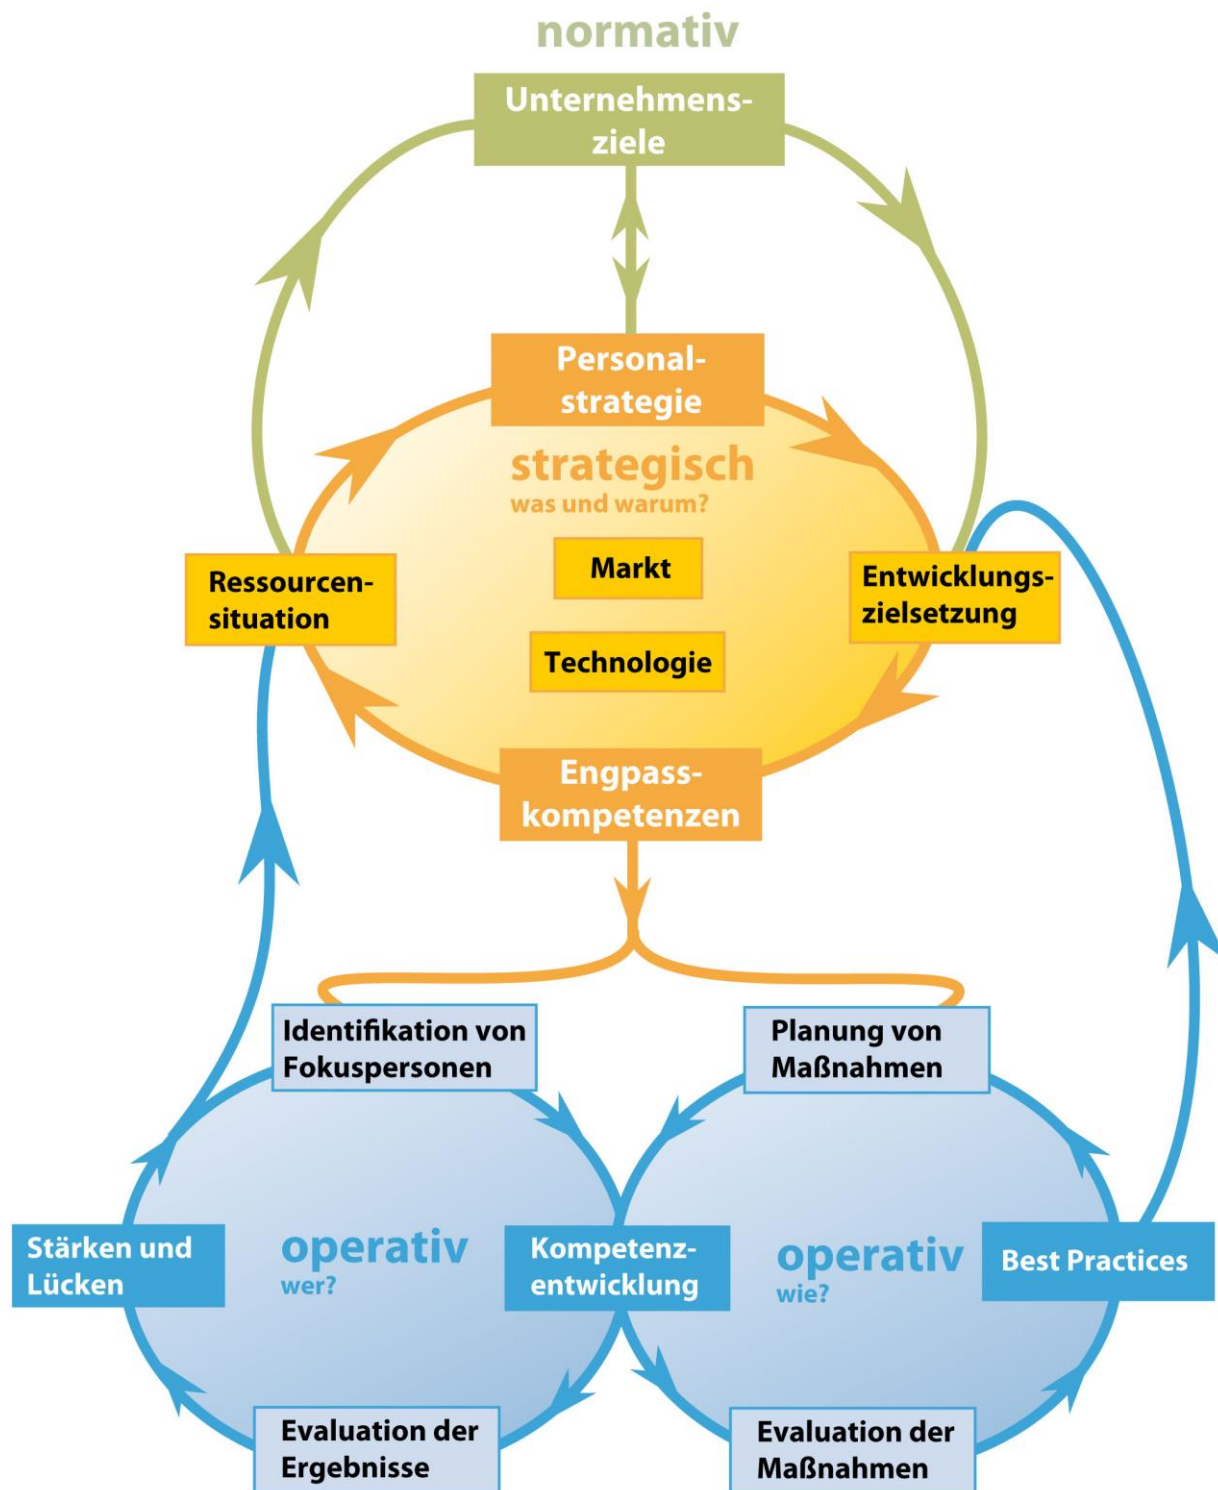 normativ
Unternehmens-
ziele
Personal-
strategie
strategisch
was und warum?
Markt
Ressourcen-
situation
Entwicklungs-
zielsetzung
Technologie
Engpass-
kompetenzen
Identifikation von
Fokuspersonen
Planung von
Maßnahmen
Stärken und
Lücken
operativ
wer?
Kompetenz-
entwicklung
operativ
wie?
Best Practices
Evaluation der
Ergebnisse
Evaluation der
Maßnahmen